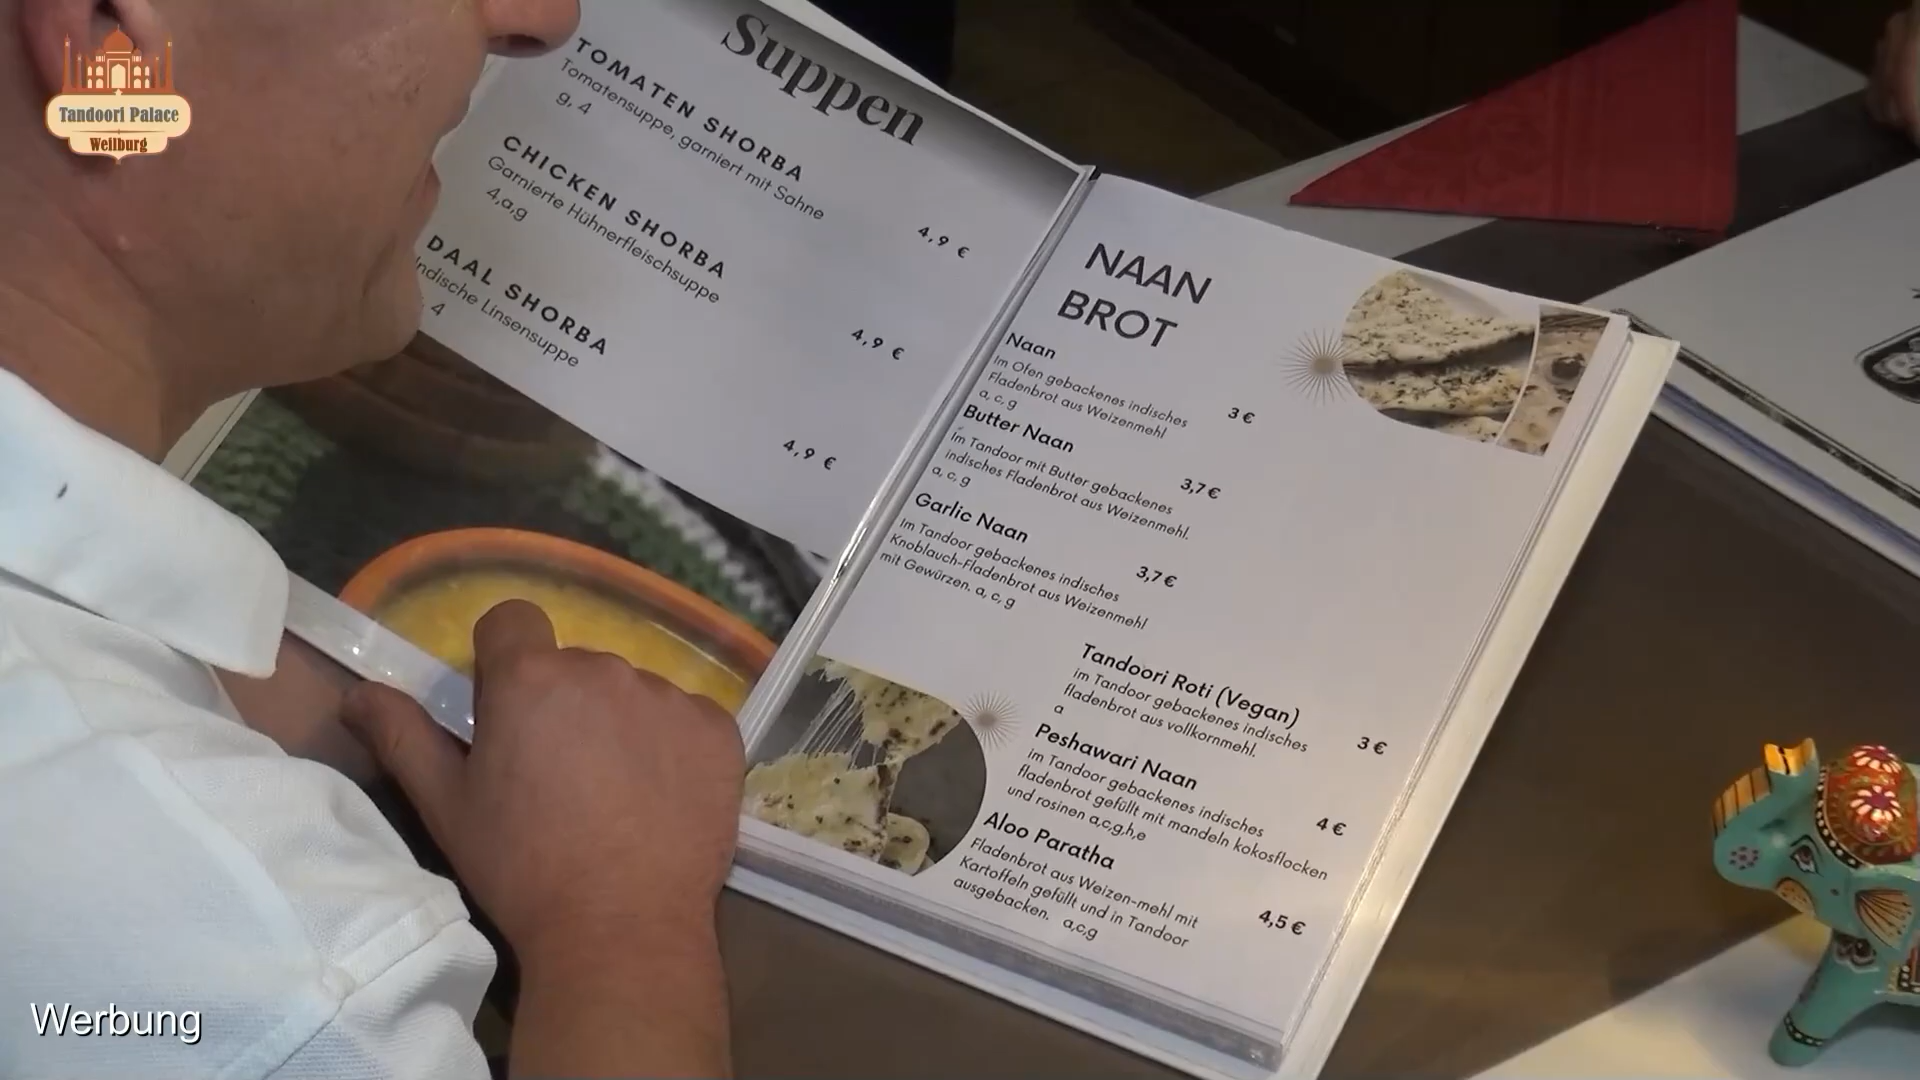 Tandoori Palace
Weilburg
Suppen
TOMATEN SHORBA
Tomatensuppe, garniert mit Sahne
g, 4
4,9 €
CHICKEN SHORBA
Garnierte Hühnerfleischsuppe
4,a,g
4,9 €
DAAL SHORBA
Indische Linsensuppe
4
4,9 €
NAAN
BROT
Naan
Im Ofen gebackenes indisches
Fladenbrot aus Weizenmehl
a, c, g
3 €
Butter Naan
Im Tandoor mit Butter gebackenes
indisches Fladenbrot aus Weizenmehl.
a, c, g
3,7 €
Garlic Naan
Im Tandoor gebackenes indisches
Knoblauch-Fladenbrot aus Weizenmehl
mit Gewürzen. a, c, g
3,7 €
Tandoori Roti (Vegan)
im Tandoor gebackenes indisches
fladenbrot aus vollkornmehl.
a
3 €
Peshawari Naan
im Tandoor gebackenes indisches
fladenbrot gefüllt mit mandeln kokosflocken
und rosinen a,c,g,h,e
4 €
Aloo Paratha
Fladenbrot aus Weizen-mehl mit
Kartoffeln gefüllt und in Tandoor
ausgebacken. a,c,g
4,5 €
Werbung